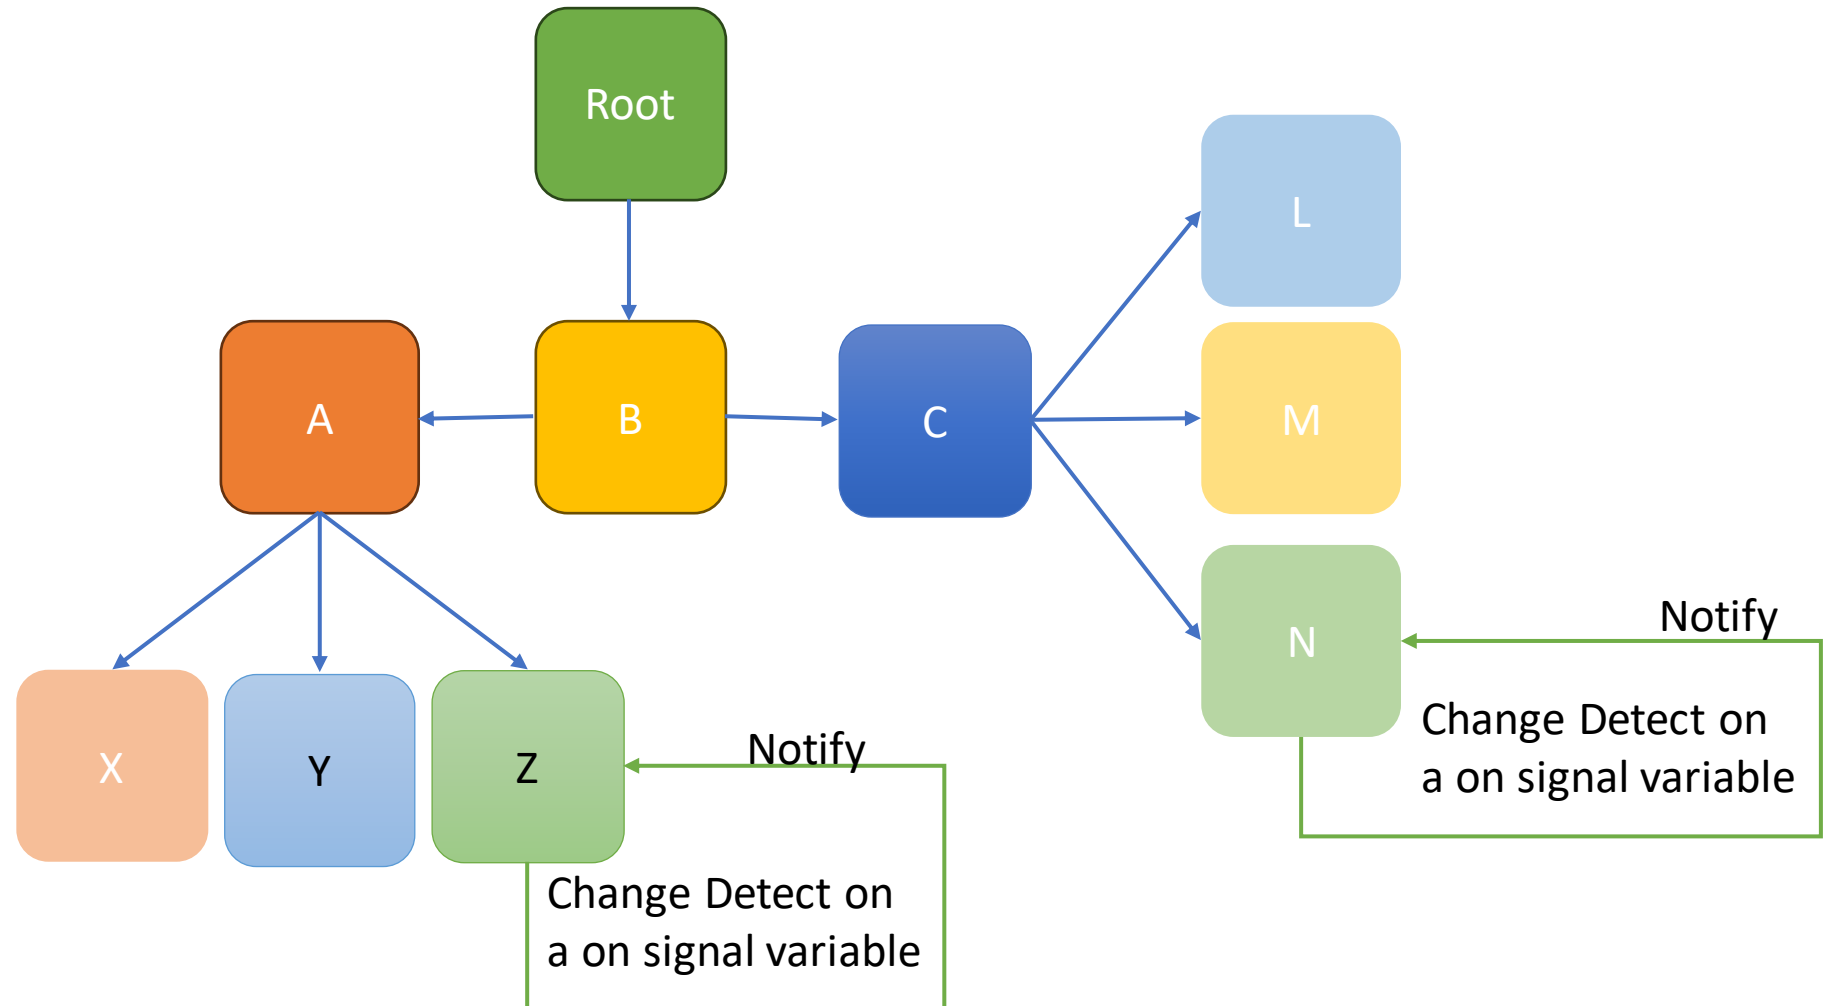 Root
L
A
B
C
M
Notify
N
Change Detect on
a on signal variable
X
Y
Z
Notify
Change Detect on
a on signal variable